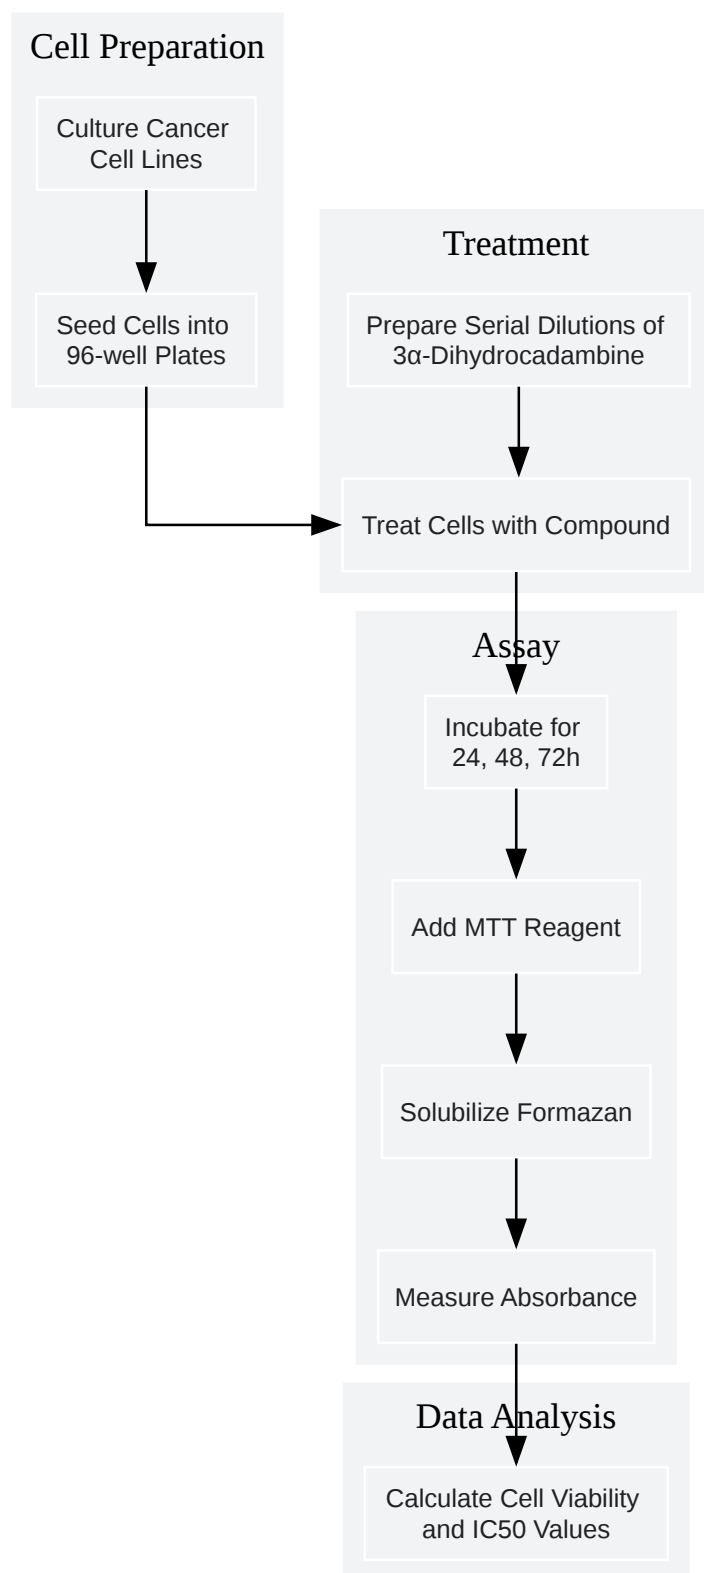 Cell Preparation
Culture Cancer
Cell Lines
Seed Cells into
96-well Plates
Treatment
Prepare Serial Dilutions of
3α-Dihydrocadambine
Treat Cells with Compound
Assay
Incubate for
24, 48, 72h
Add MTT Reagent
Solubilize Formazan
Measure Absorbance
Data Analysis
Calculate Cell Viability
and IC50 Values